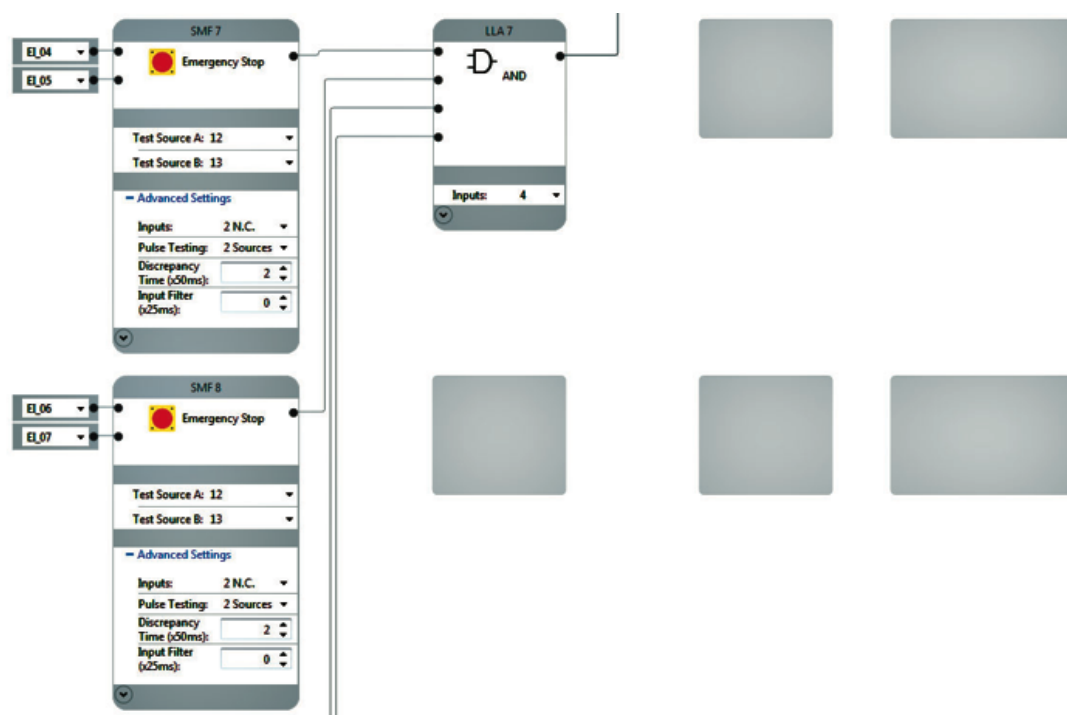 SMF 7
EI_04
EI_05
Emergency Stop
Test Source A: 12
Test Source B: 13
Advanced Settings
Inputs: 2 N.C.
Pulse Testing: 2 Sources
Discrepancy
Time (x50ms): 2
Input Filter
(x25ms): 0
LLA 7
AND
Inputs: 4
SMF 8
EI_06
EI_07
Emergency Stop
Test Source A: 12
Test Source B: 13
Advanced Settings
Inputs: 2 N.C.
Pulse Testing: 2 Sources
Discrepancy
Time (x50ms): 2
Input Filter
(x25ms): 0